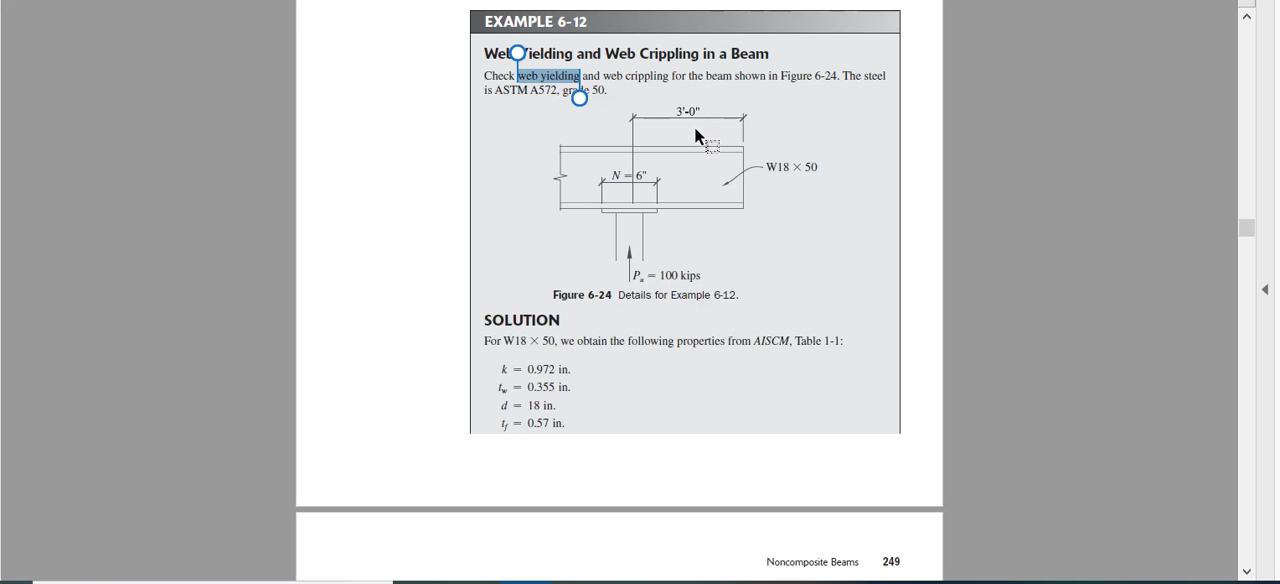 EXAMPLE 6-12
Web Yielding and Web Crippling in a Beam
Check web yielding and web crippling for the beam shown in Figure 6-24. The steel
is ASTM A572, grade 50.
3'-0"
W18 × 50
N = 6"
Pu = 100 kips
Figure 6-24 Details for Example 6-12.
SOLUTION
For W18 × 50, we obtain the following properties from AISCM, Table 1-1:
k = 0.972 in.
tw = 0.355 in.
d = 18 in.
tf = 0.57 in.
Noncomposite Beams 249